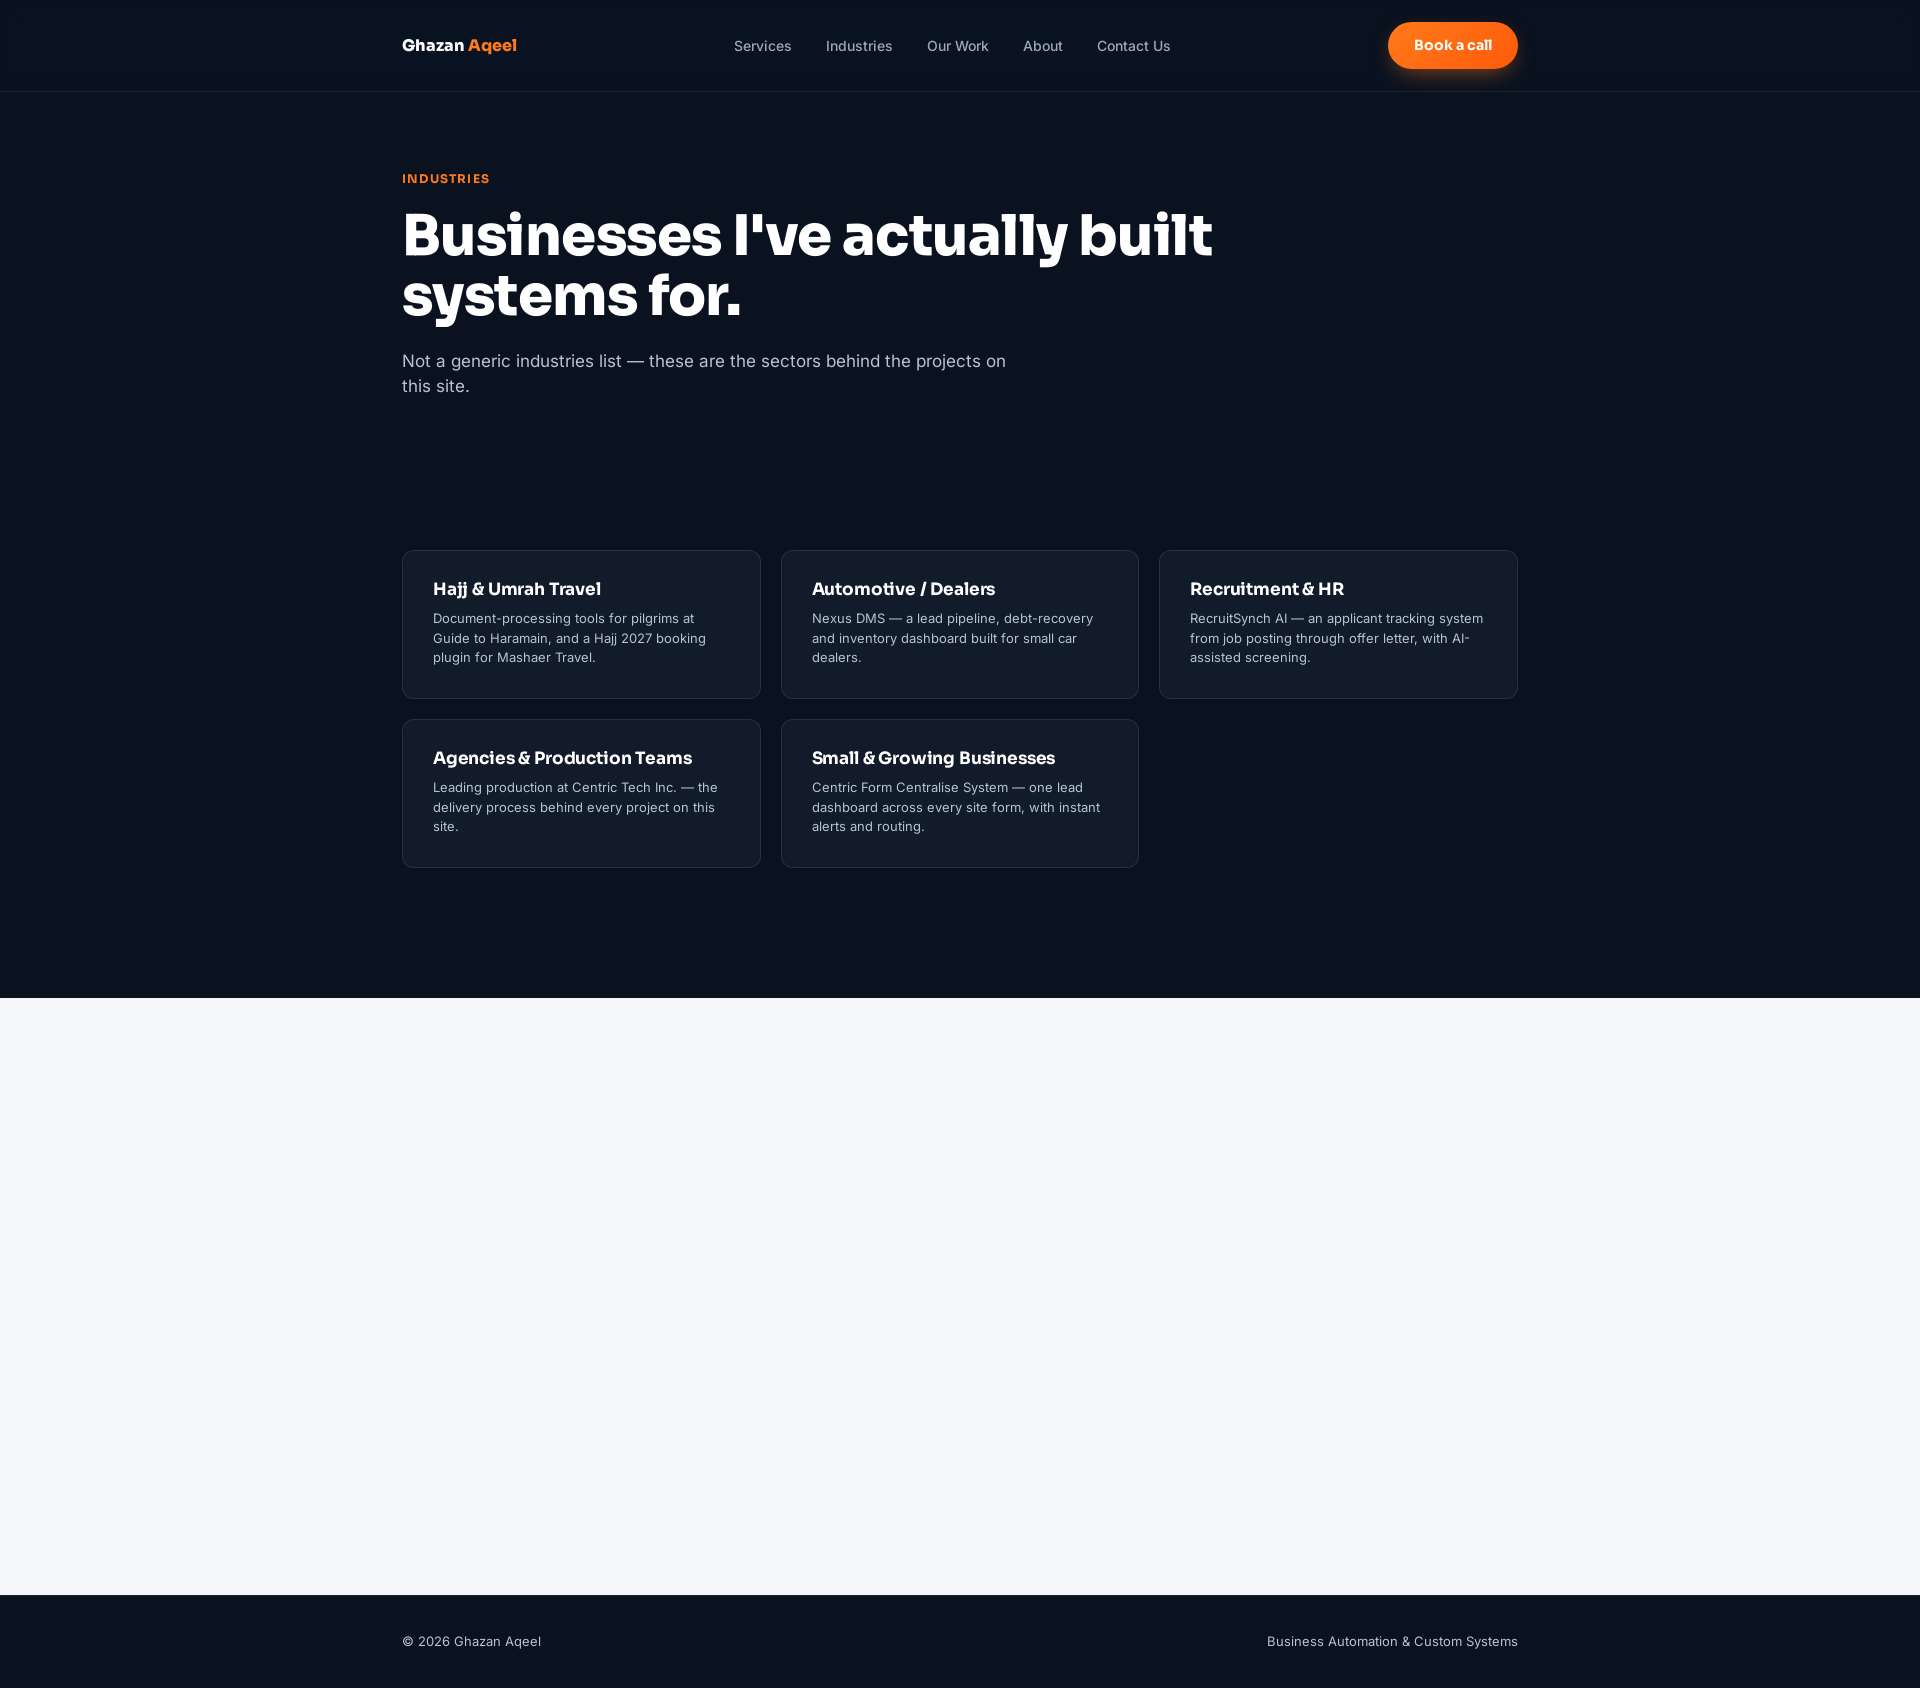 Ghazan Aqeel
Services
Industries
Our Work
About
Contact Us
Book a call
INDUSTRIES
Businesses I've actually built
systems for.
Not a generic industries list — these are the sectors behind the projects on
this site.
Hajj & Umrah Travel
Document-processing tools for pilgrims at
Guide to Haramain, and a Hajj 2027 booking
plugin for Mashaer Travel.
Automotive / Dealers
Nexus DMS — a lead pipeline, debt-recovery
and inventory dashboard built for small car
dealers.
Recruitment & HR
RecruitSynch AI — an applicant tracking system
from job posting through offer letter, with AI-
assisted screening.
Agencies & Production Teams
Leading production at Centric Tech Inc. — the
delivery process behind every project on this
site.
Small & Growing Businesses
Centric Form Centralise System — one lead
dashboard across every site form, with instant
alerts and routing.
© 2026 Ghazan Aqeel
Business Automation & Custom Systems